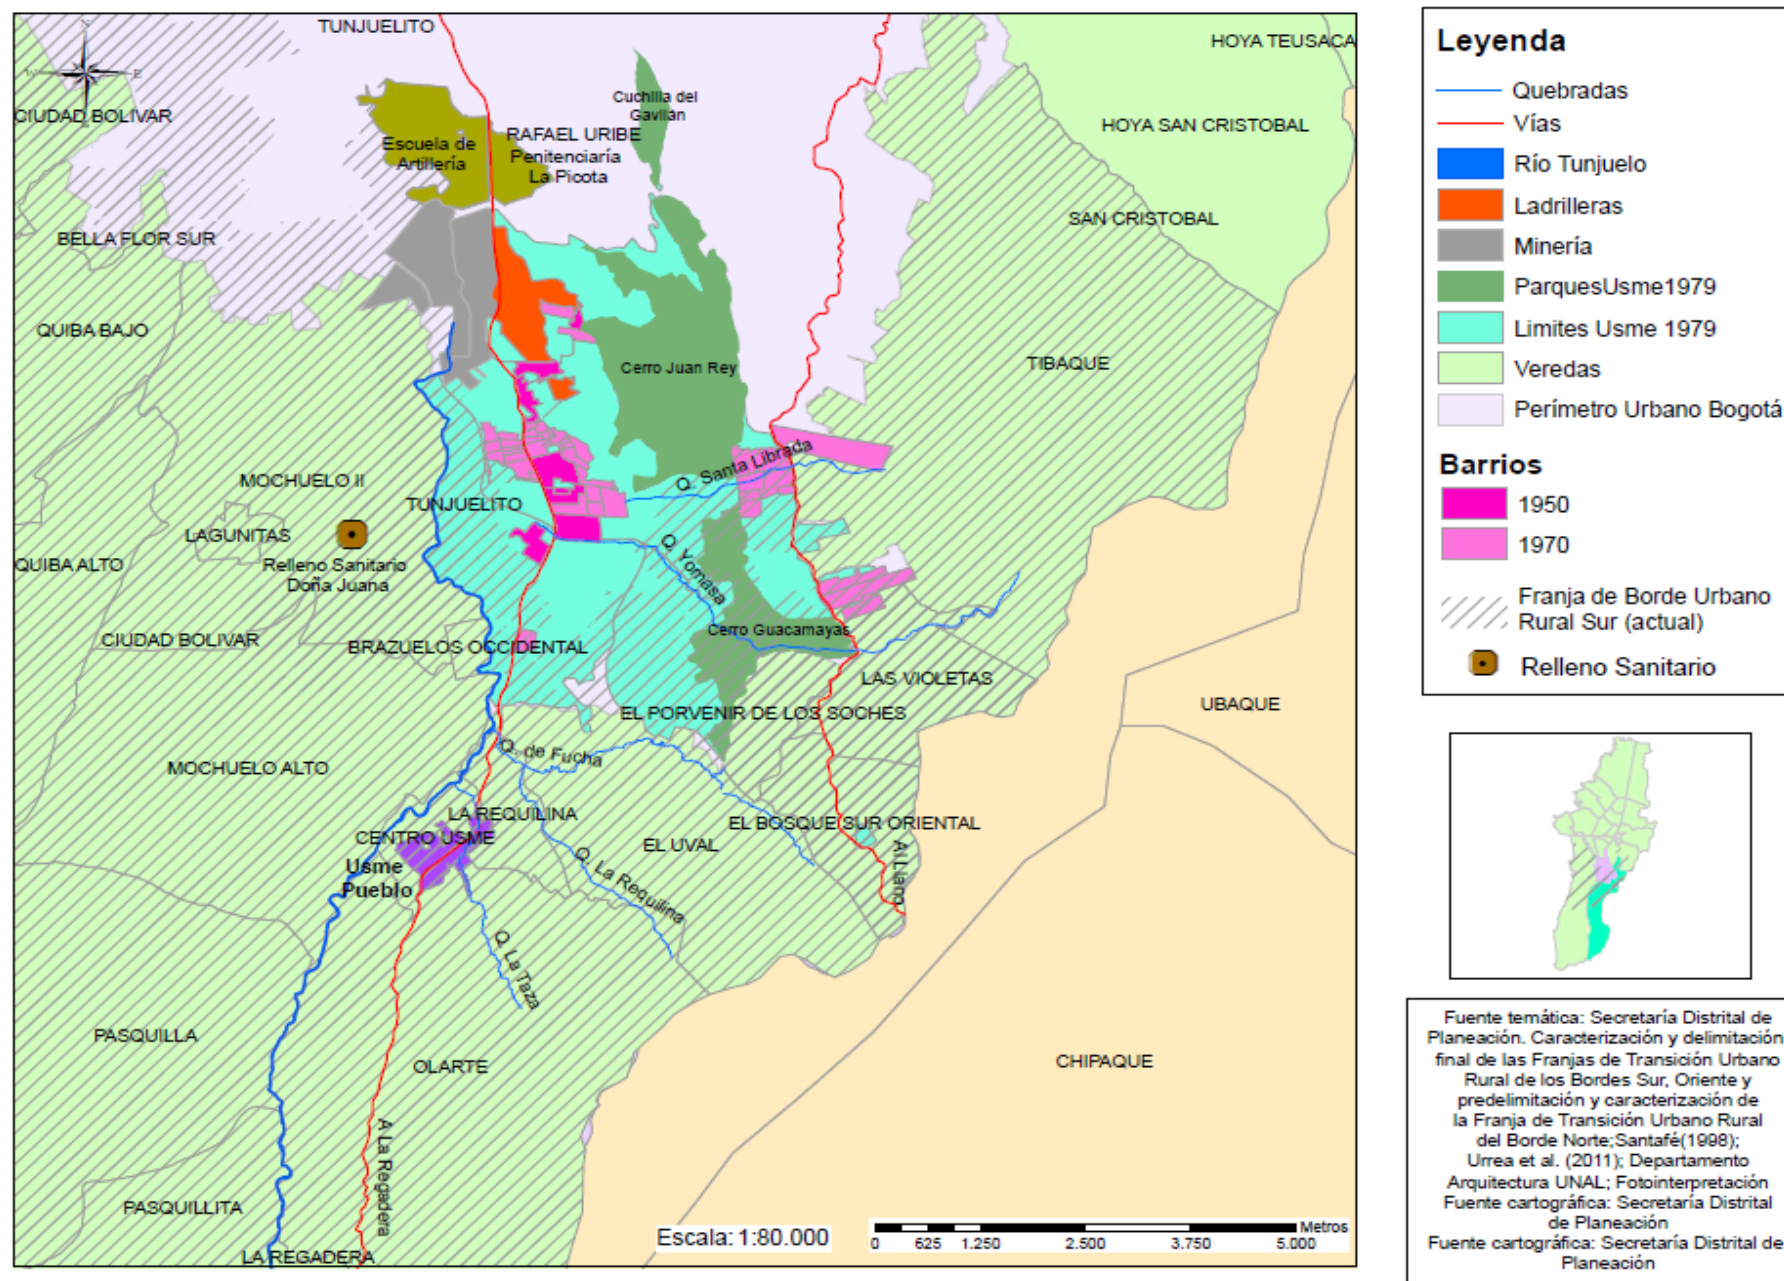 TUNJUELITO
HOYA TEUSACA
N
W
E
CIUDAD BOLIVAR
Cuchilla del
Gavilán
HOYA SAN CRISTOBAL
Escuela de
Artillería
RAFAEL URIBE
Penitenciaría
La Picota
SAN CRISTOBAL
BELLA FLOR SUR
QUIBA BAJO
Cerro Juan Rey
TIBAQUE
MOCHUELO II
Q. Santa Librada
TUNJUELITO
LAGUNITAS
QUIBA ALTO
Relleno Sanitario
Doña Juana
Q. Yomasa
CIUDAD BOLIVAR
BRAZUELOS OCCIDENTAL
Cerro Guacamayas
LAS VIOLETAS
UBAQUE
EL PORVENIR DE LOS SOCHES
Q. de Fucha
MOCHUELO ALTO
LA REQUILINA
CENTRO USME
EL UVAL
EL BOSQUE SUR ORIENTAL
Usme
Pueblo
Q. La Requilina
Al Llano
Q. La Taza
PASQUILLA
OLARTE
CHIPAQUE
A La Regadera
PASQUILLITA
LA REGADERA
Escala: 1:80.000
Metros
0 625 1.250 2.500 3.750 5.000
Leyenda
Quebradas
Vías
Río Tunjuelo
Ladrilleras
Minería
ParquesUsme1979
Limites Usme 1979
Veredas
Perímetro Urbano Bogotá
Barrios
1950
1970
Franja de Borde Urbano
Rural Sur (actual)
Relleno Sanitario
Fuente temática: Secretaría Distrital de
Planeación. Caracterización y delimitación
final de las Franjas de Transición Urbano
Rural de los Bordes Sur, Oriente y
predelimitación y caracterización de
la Franja de Transición Urbano Rural
del Borde Norte;Santafé(1998);
Urrea et al. (2011); Departamento
Arquitectura UNAL; Fotointerpretación
Fuente cartográfica: Secretaría Distrital
de Planeación
Fuente cartográfica: Secretaría Distrital de
Planeación